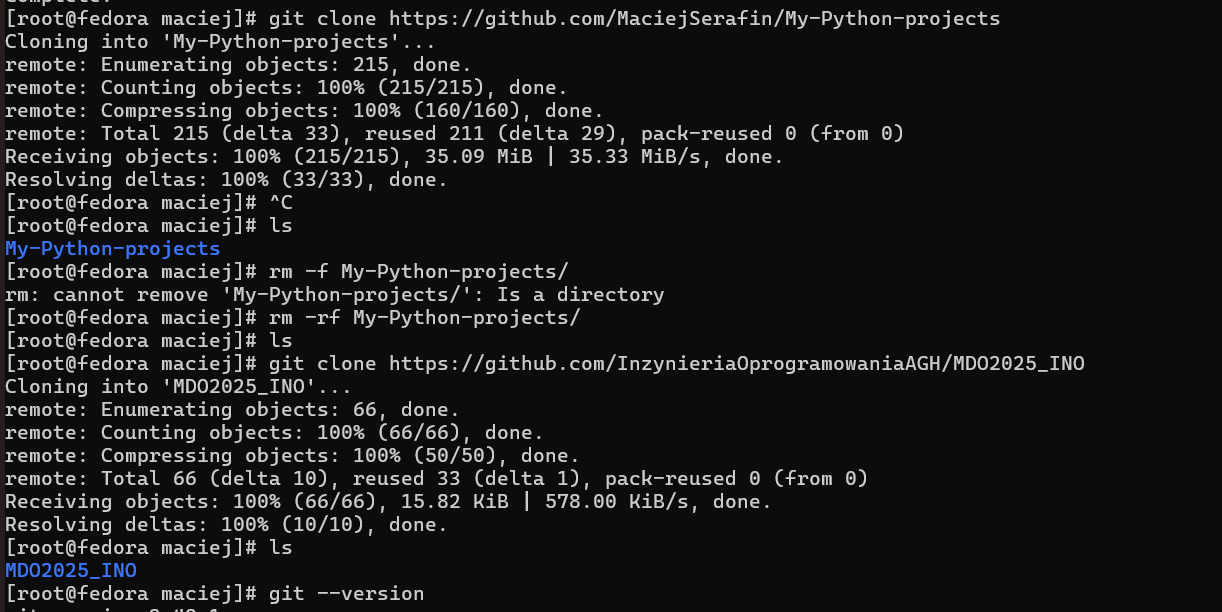 [root@fedora maciej]# git clone https://github.com/MaciejSerafin/My-Python-projects
Cloning into 'My-Python-projects'...
remote: Enumerating objects: 215, done.
remote: Counting objects: 100% (215/215), done.
remote: Compressing objects: 100% (160/160), done.
remote: Total 215 (delta 33), reused 211 (delta 29), pack-reused 0 (from 0)
Receiving objects: 100% (215/215), 35.09 MiB | 35.33 MiB/s, done.
Resolving deltas: 100% (33/33), done.
[root@fedora maciej]# ^C
[root@fedora maciej]# ls
My-Python-projects
[root@fedora maciej]# rm -f My-Python-projects/
rm: cannot remove 'My-Python-projects/': Is a directory
[root@fedora maciej]# rm -rf My-Python-projects/
[root@fedora maciej]# ls
[root@fedora maciej]# git clone https://github.com/InzynieriaOprogramowaniaAGH/MDO2025_INO
Cloning into 'MDO2025_INO'...
remote: Enumerating objects: 66, done.
remote: Counting objects: 100% (66/66), done.
remote: Compressing objects: 100% (50/50), done.
remote: Total 66 (delta 10), reused 33 (delta 1), pack-reused 0 (from 0)
Receiving objects: 100% (66/66), 15.82 KiB | 578.00 KiB/s, done.
Resolving deltas: 100% (10/10), done.
[root@fedora maciej]# ls
MDO2025_INO
[root@fedora maciej]# git --version